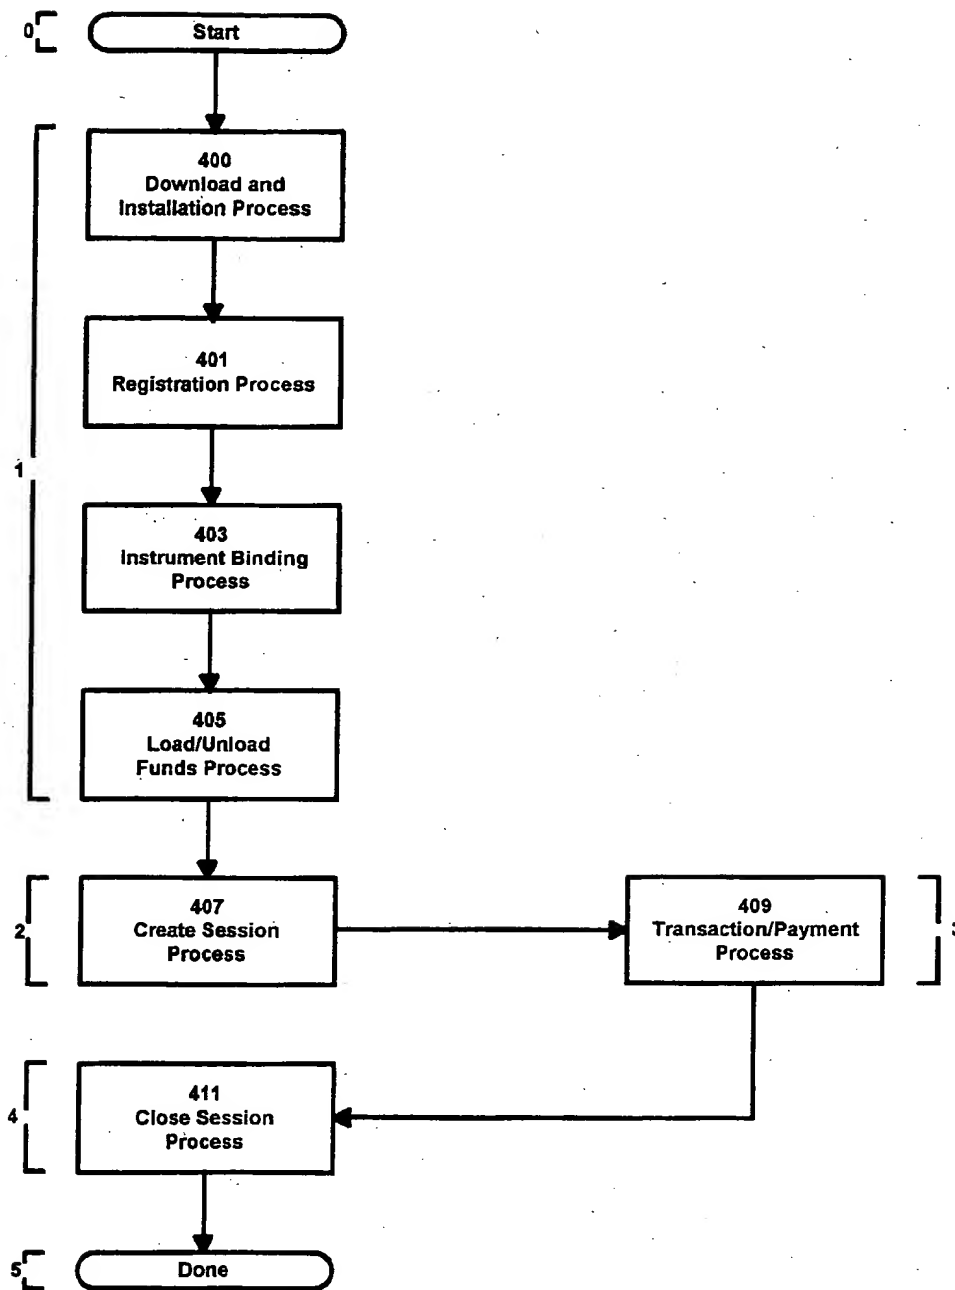 0
Start
400
Download and
Installation Process
401
Registration Process
1
403
Instrument Binding
Process
405
Load/Unload
Funds Process
2
407
Create Session
Process
409
Transaction/Payment
Process
4
411
Close Session
Process
5
Done